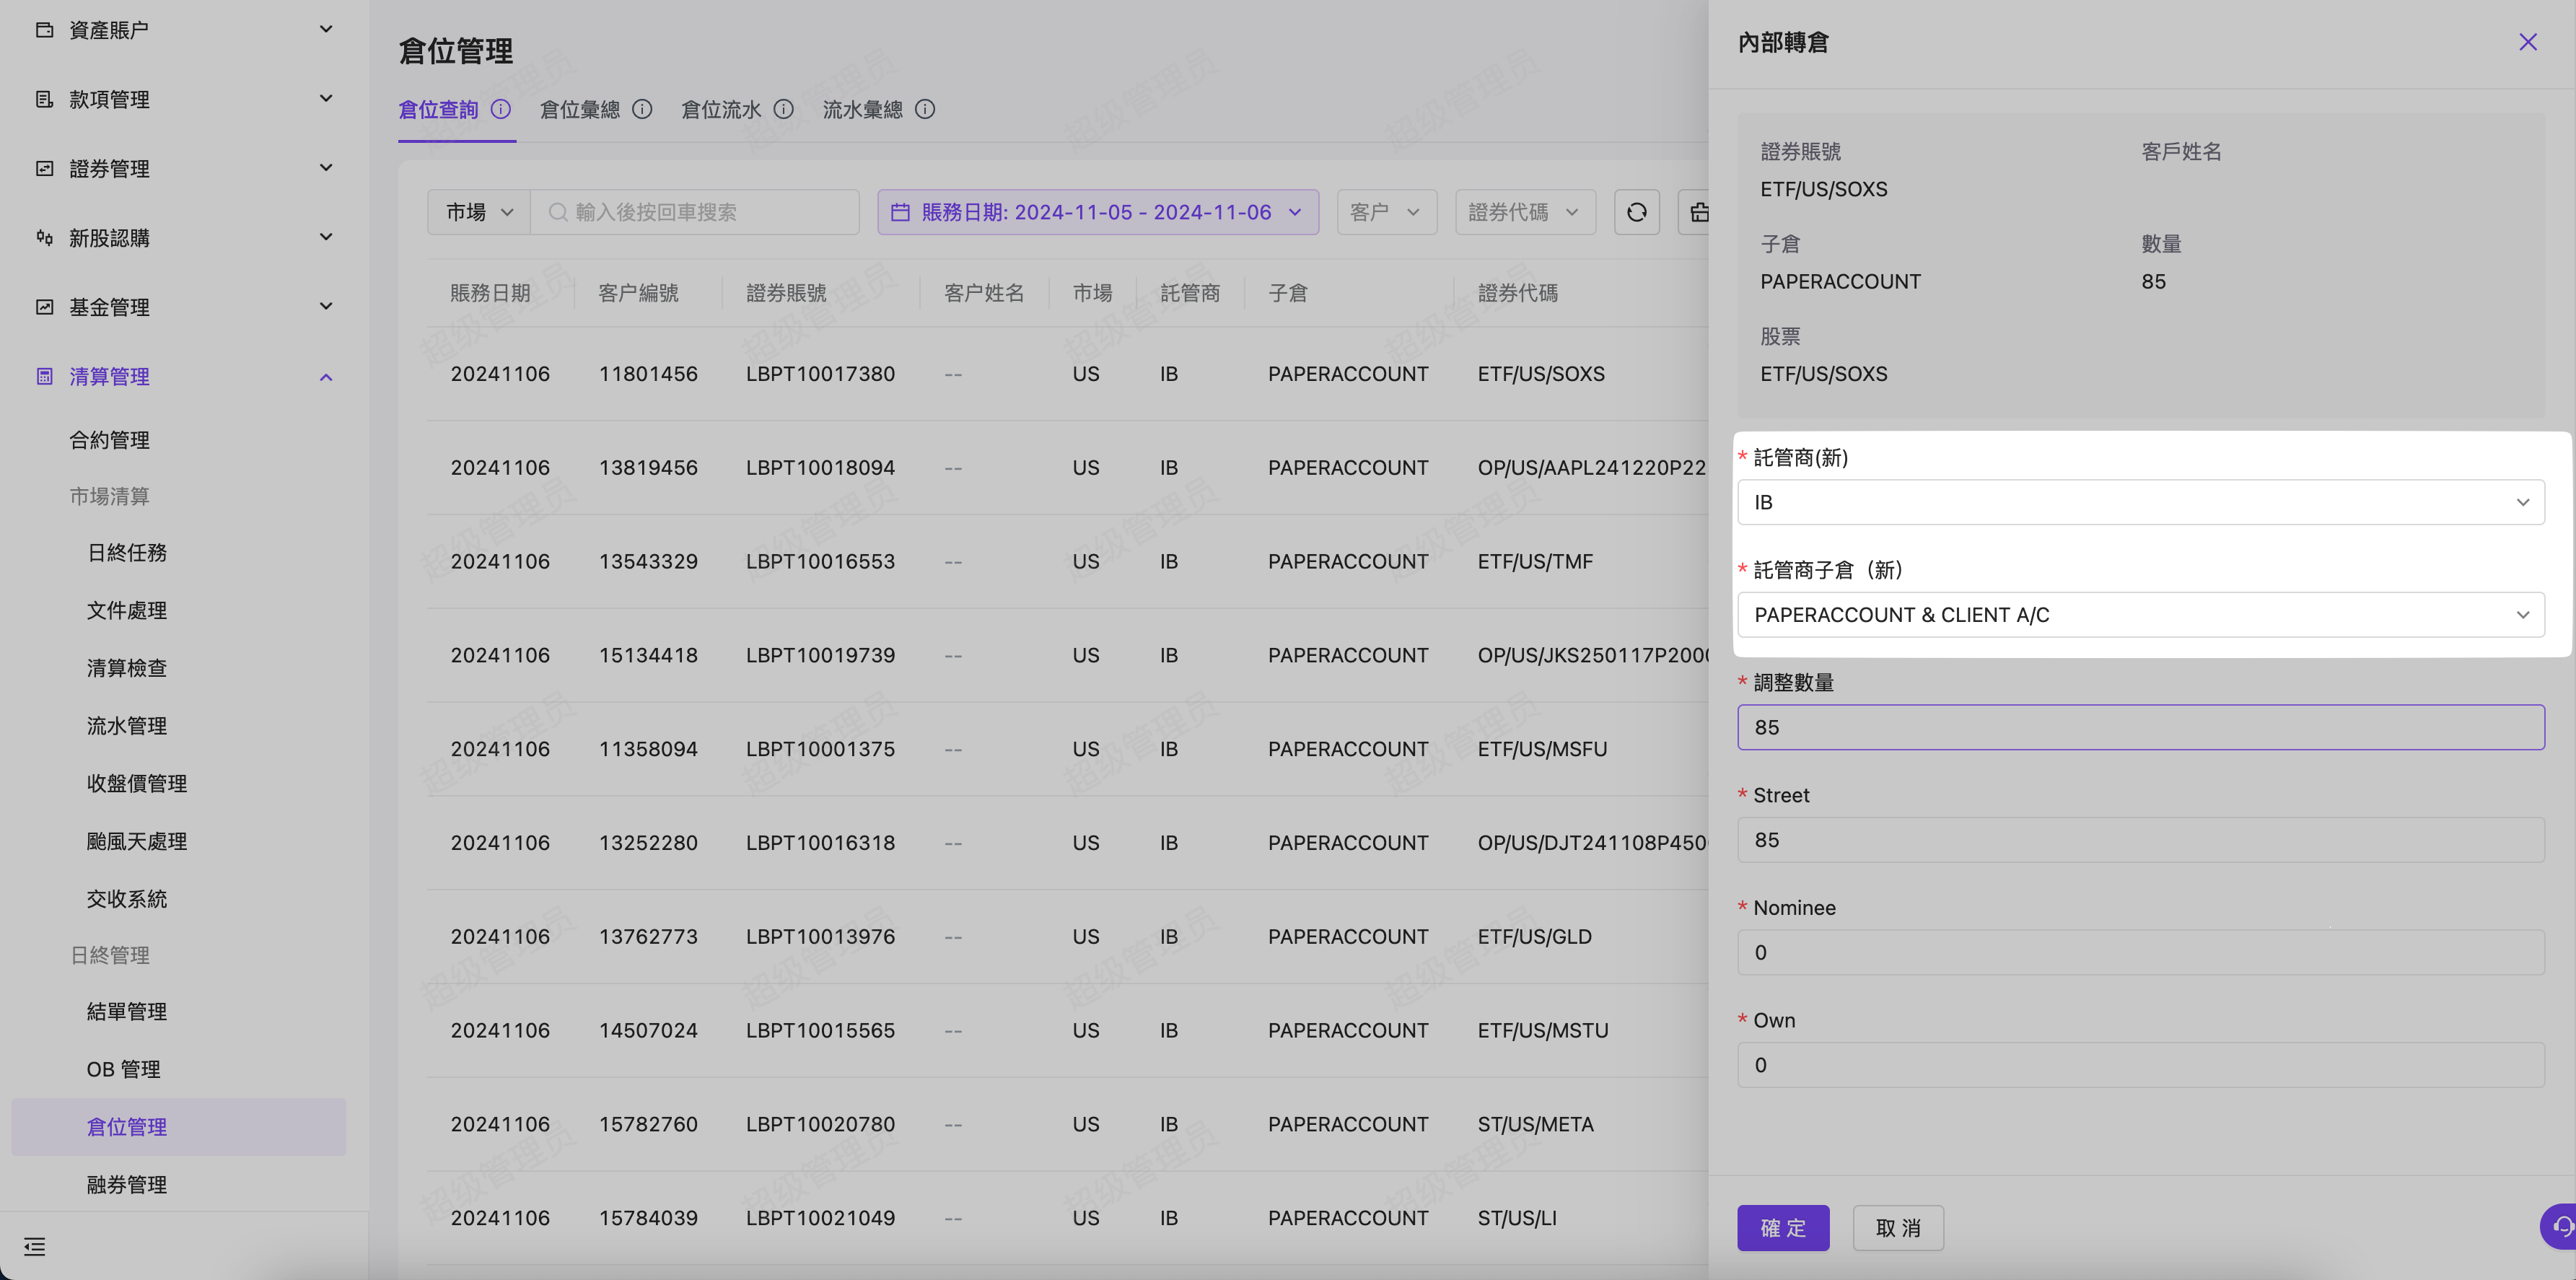 資產賬户
款項管理
證券管理
新股認購
基金管理
清算管理
合約管理
市場清算
日終任務
文件處理
清算檢查
流水管理
收盤價管理
颱風天處理
交收系統
日終管理
結單管理
OB 管理
倉位管理
融券管理
倉位管理
倉位查詢 倉位彙總 倉位流水 流水彙總
市場 輸入後按回車搜索 賬務日期: 2024-11-05 - 2024-11-06 客户 證券代碼
賬務日期 客户編號 證券賬號 客户姓名 市場 託管商 子倉 證券代碼
20241106 11801456 LBPT10017380 -- US IB PAPERACCOUNT ETF/US/SOXS
20241106 13819456 LBPT10018094 -- US IB PAPERACCOUNT OP/US/AAPL241220P22
20241106 13543329 LBPT10016553 -- US IB PAPERACCOUNT ETF/US/TMF
20241106 15134418 LBPT10019739 -- US IB PAPERACCOUNT OP/US/JKS250117P2000
20241106 11358094 LBPT10001375 -- US IB PAPERACCOUNT ETF/US/MSFU
20241106 13252280 LBPT10016318 -- US IB PAPERACCOUNT OP/US/DJT241108P450
20241106 13762773 LBPT10013976 -- US IB PAPERACCOUNT ETF/US/GLD
20241106 14507024 LBPT10015565 -- US IB PAPERACCOUNT ETF/US/MSTU
20241106 15782760 LBPT10020780 -- US IB PAPERACCOUNT ST/US/META
20241106 15784039 LBPT10021049 -- US IB PAPERACCOUNT ST/US/LI
超级管理员
內部轉倉
證券賬號 客戶姓名
ETF/US/SOXS
子倉 數量
PAPERACCOUNT 85
股票
ETF/US/SOXS
* 託管商(新)
IB
* 託管商子倉（新）
PAPERACCOUNT & CLIENT A/C
* 調整數量
85
* Street
85
* Nominee
0
* Own
0
確定 取消